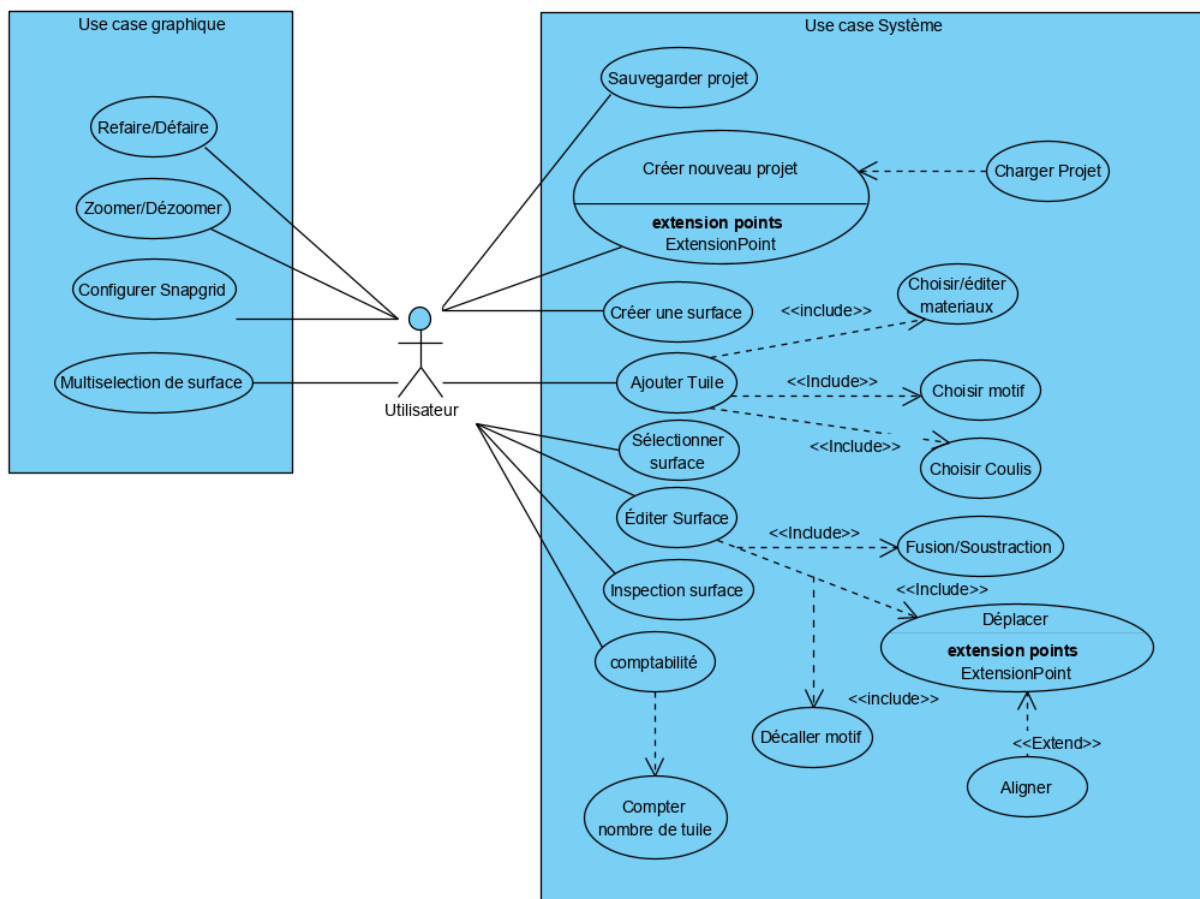 Use case graphique
Refaire/Défaire
Zoomer/Dézoomer
Configurer Snapgrid
Multiselection de surface
Utilisateur
Use case Système
Sauvegarder projet
Créer nouveau projet
extension points
ExtensionPoint
Charger Projet
Créer une surface
<<include>>
Choisir/éditer
materiaux
Ajouter Tuile
<<Include>>
Choisir motif
<<Include>>
Choisir Coulis
Sélectionner
surface
Éditer Surface
<<Include>>
Fusion/Soustraction
Inspection surface
<<Include>>
Déplacer
extension points
ExtensionPoint
comptabilité
<<include>>
Décaller motif
<<Extend>>
Aligner
Compter
nombre de tuile